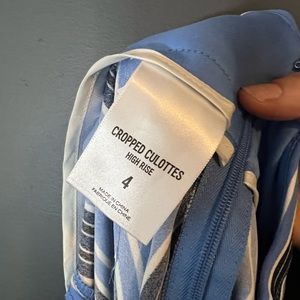 CROPPED CULOTTES
HIGH RISE
4
MADE IN CHINA
FABRIQUÉ EN CHINE